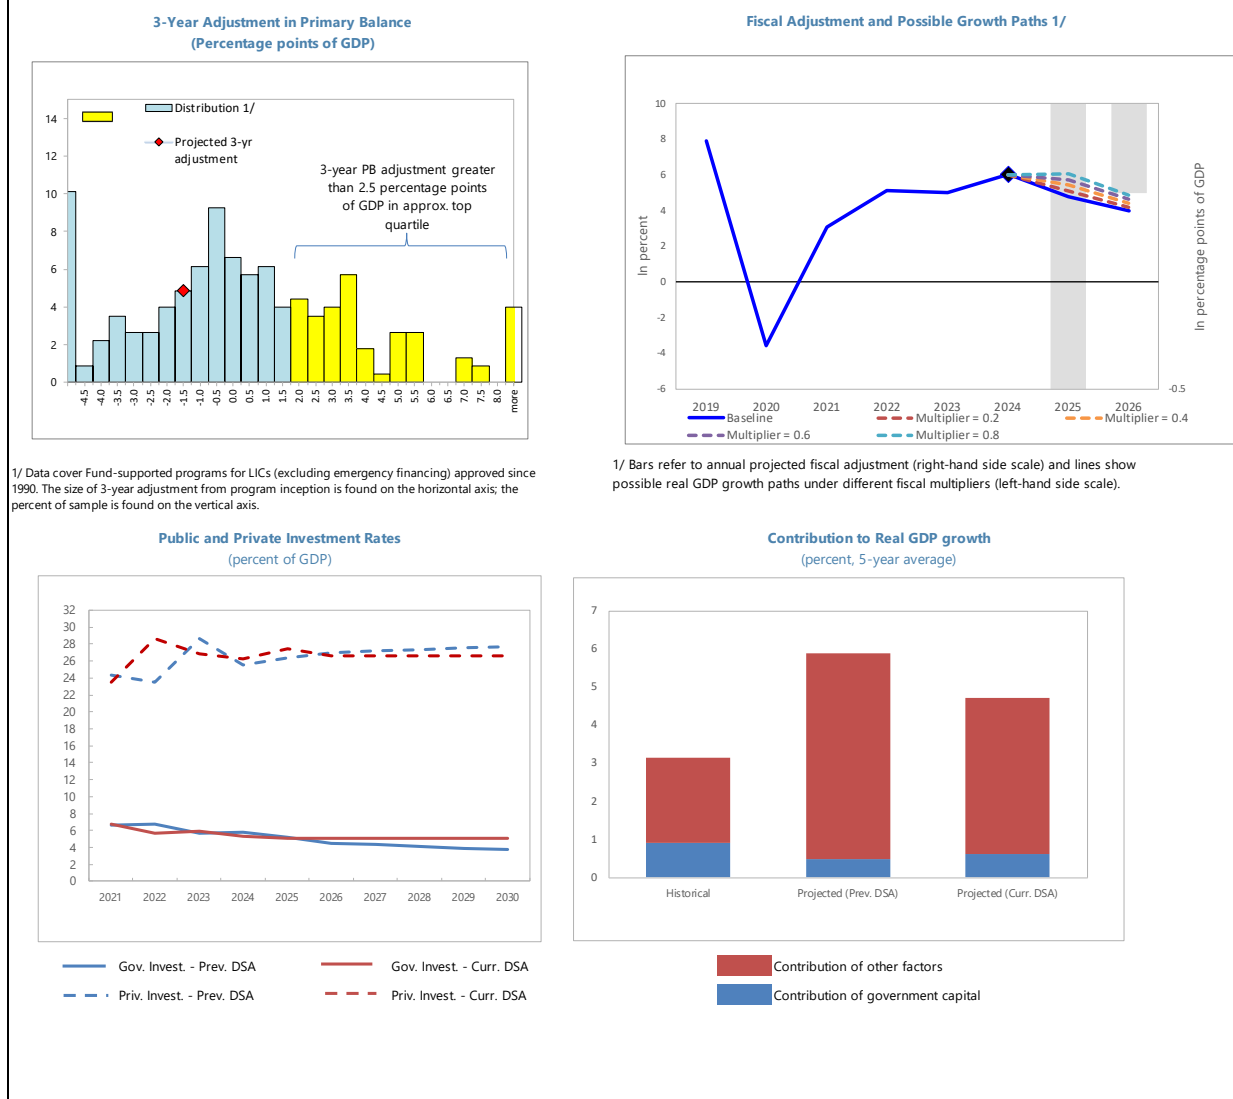 3-Year Adjustment in Primary Balance
(Percentage points of GDP)
14
12
10
8
6
4
2
0
Distribution 1/
Projected 3-yr
adjustment
3-year PB adjustment greater
than 2.5 percentage points
of GDP in approx. top
quartile
-4.5
-4.0
-3.5
-3.0
-2.5
-2.0
-1.5
-1.0
-0.5
0.0
0.5
1.0
1.5
2.0
2.5
3.0
3.5
4.0
4.5
5.0
5.5
6.0
6.5
7.0
7.5
8.0
more
1/ Data cover Fund-supported programs for LICs (excluding emergency financing) approved since
1990. The size of 3-year adjustment from program inception is found on the horizontal axis; the
percent of sample is found on the vertical axis.
Fiscal Adjustment and Possible Growth Paths 1/
In percent
10
8
6
4
2
0
-2
-4
-6
-0.5
In percentage points of GDP
2019 2020 2021 2022 2023 2024 2025 2026
Baseline Multiplier = 0.2 Multiplier = 0.4
Multiplier = 0.6 Multiplier = 0.8
1/ Bars refer to annual projected fiscal adjustment (right-hand side scale) and lines show
possible real GDP growth paths under different fiscal multipliers (left-hand side scale).
Public and Private Investment Rates
(percent of GDP)
32
30
28
26
24
22
20
18
16
14
12
10
8
6
4
2
0
2021 2022 2023 2024 2025 2026 2027 2028 2029 2030
Gov. Invest. - Prev. DSA Gov. Invest. - Curr. DSA
Priv. Invest. - Prev. DSA Priv. Invest. - Curr. DSA
Contribution to Real GDP growth
(percent, 5-year average)
7
6
5
4
3
2
1
0
Historical Projected (Prev. DSA) Projected (Curr. DSA)
Contribution of other factors
Contribution of government capital